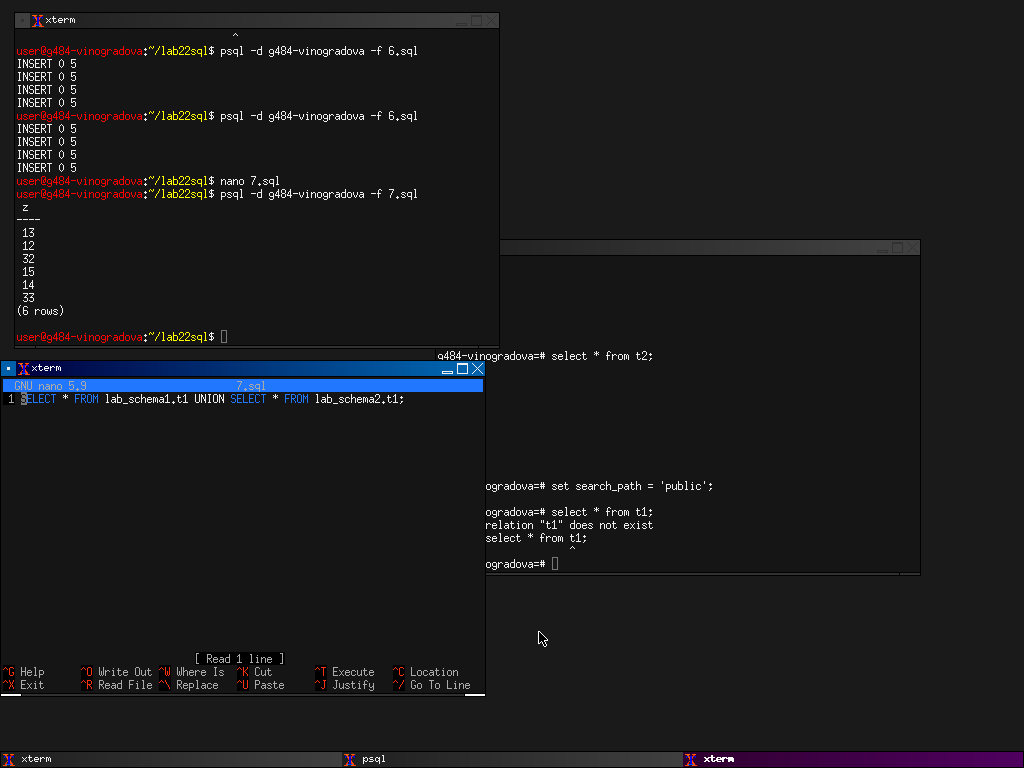 xterm
^
user@g484-vinogradova:~/lab22sql$ psql -d g484-vinogradova -f 6.sql
INSERT 0 5
INSERT 0 5
INSERT 0 5
INSERT 0 5
user@g484-vinogradova:~/lab22sql$ psql -d g484-vinogradova -f 6.sql
INSERT 0 5
INSERT 0 5
INSERT 0 5
INSERT 0 5
user@g484-vinogradova:~/lab22sql$ nano 7.sql
user@g484-vinogradova:~/lab22sql$ psql -d g484-vinogradova -f 7.sql
z
----
13
12
32
15
14
33
(6 rows)
user@g484-vinogradova:~/lab22sql$
g484-vinogradova=# select * from t2;
ogradova=# set search_path = 'public';
ogradova=# select * from t1;
relation "t1" does not exist
select * from t1;
^
ogradova=#
xterm
GNU nano 5.9 7.sql
1 SELECT * FROM lab_schema1.t1 UNION SELECT * FROM lab_schema2.t1;
[ Read 1 line ]
^G Help ^O Write Out ^W Where Is ^K Cut ^T Execute ^C Location
^X Exit ^R Read File ^\ Replace ^U Paste ^J Justify ^/ Go To Line
xterm psql xterm